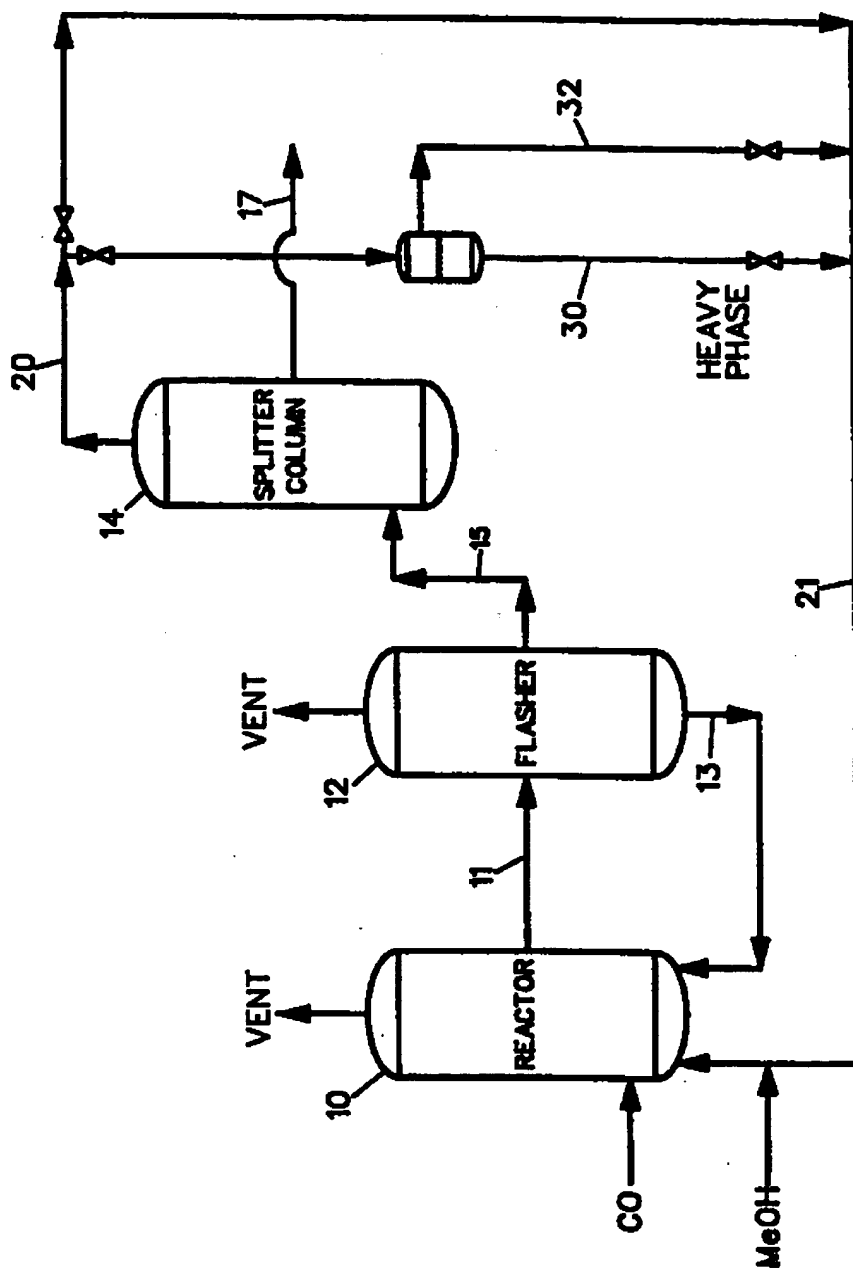 CO
MeOH
10
REACTOR
VENT
11
12
FLASHER
VENT
13
15
14
SPLITTER
COLUMN
20
17
HEAVY
PHASE
30
32
21